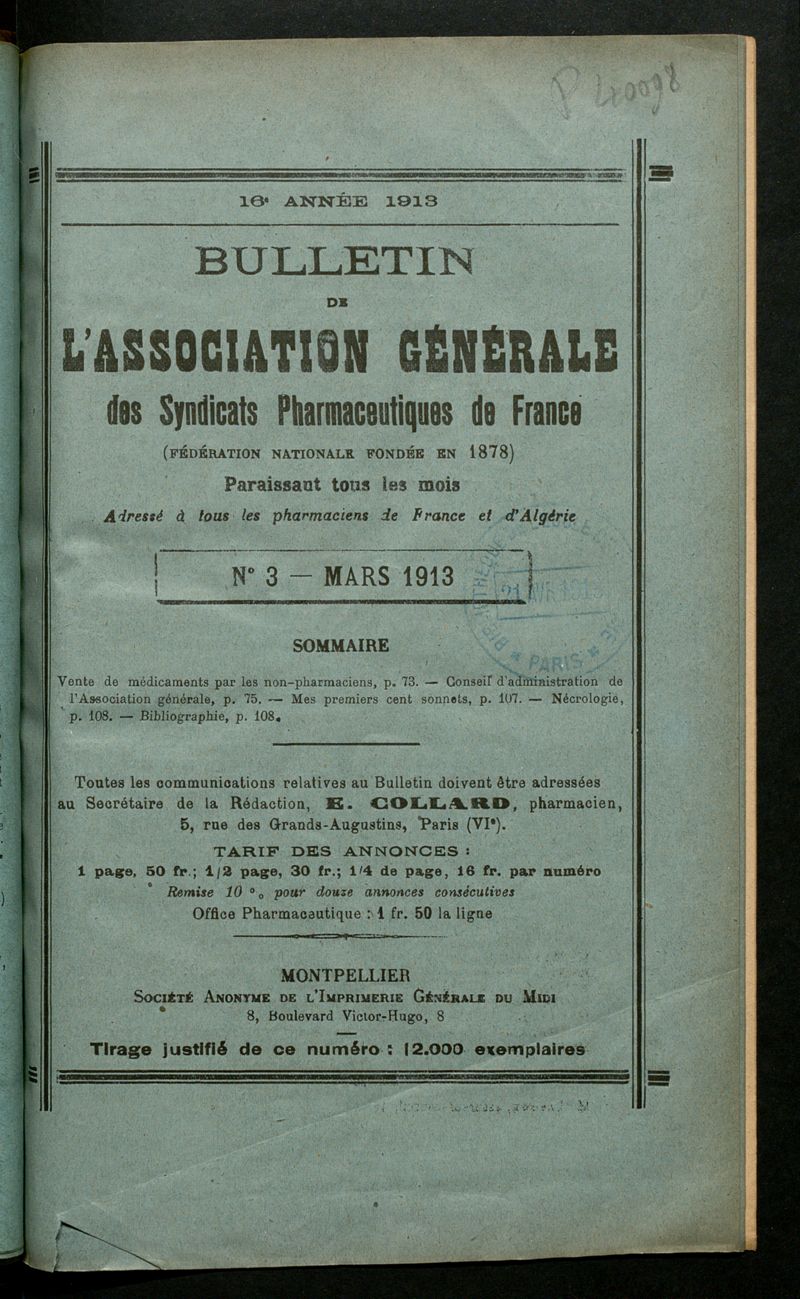 P 40098
16e ANNÉE 1913
BULLETIN
DE
L'ASSOCIATION GÉNÉRALE
des Syndicats Pharmaceutiques de France
(FÉDÉRATION NATIONALE FONDÉE EN 1878)
Paraissant tous les mois
Adressé à tous les pharmaciens de France et d'Algérie
N° 3 — MARS 1913
PARIS
SOMMAIRE
Vente de médicaments par les non-pharmaciens, p. 73. — Conseil d'administration de
l'Association générale, p. 75. — Mes premiers cent sonnets, p. 107. — Nécrologie,
p. 108. — Bibliographie, p. 108.
Toutes les communications relatives au Bulletin doivent être adressées
au Secrétaire de la Rédaction, E. COLLARD, pharmacien,
5, rue des Grands-Augustins, Paris (VIe).
TARIF DES ANNONCES :
1 page, 50 fr.; 1/2 page, 30 fr.; 1/4 de page, 16 fr. par numéro
Remise 10 °o pour douze annonces consécutives
Office Pharmaceutique : 1 fr. 50 la ligne
MONTPELLIER
SOCIÉTÉ ANONYME DE L'IMPRIMERIE GÉNÉRALE DU MIDI
8, Boulevard Victor-Hugo, 8
Tirage justifié de ce numéro : 12.000 exemplaires